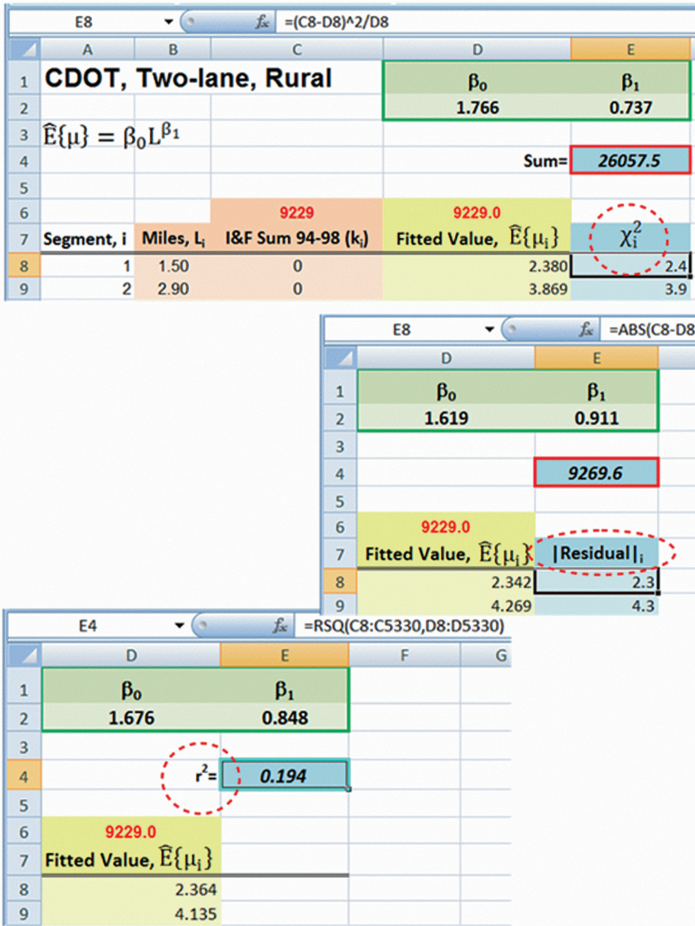 E8 fx =(C8-D8)^2/D8
A B C D E
1 CDOT, Two-lane, Rural β₀ β₁
2 1.766 0.737
3 Ê{μ} = β₀L^β₁
4 Sum= 26057.5
5
6 9229 9229.0
7 Segment, i Miles, Lᵢ I&F Sum 94-98 (kᵢ) Fitted Value, Ê{μᵢ} χᵢ²
8 1 1.50 0 2.380 2.4
9 2 2.90 0 3.869 3.9
E8 fx =ABS(C8-D8
D E
1 β₀ β₁
2 1.619 0.911
3
4 9269.6
5
6 9229.0
7 Fitted Value, Ê{μᵢ} |Residual|ᵢ
8 2.342 2.3
9 4.269 4.3
E4 fx =RSQ(C8:C5330,D8:D5330)
D E F G
1 β₀ β₁
2 1.676 0.848
3
4 r²= 0.194
5
6 9229.0
7 Fitted Value, Ê{μᵢ}
8 2.364
9 4.135